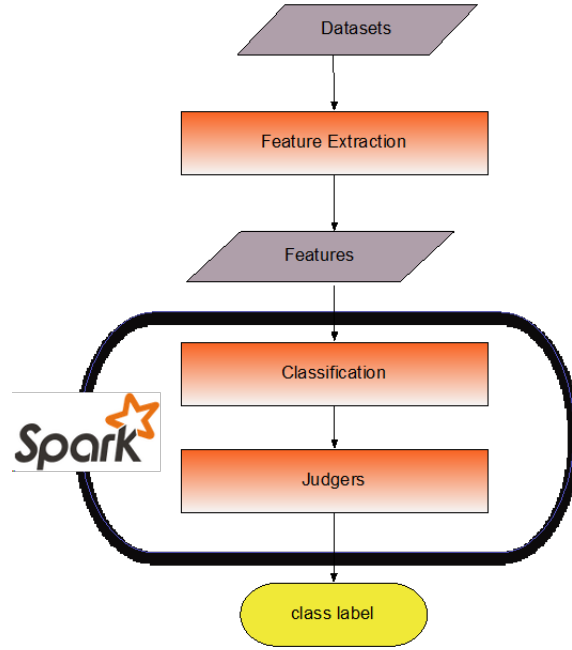 Datasets
Feature Extraction
Features
Classification
Spark
Judgers
class label